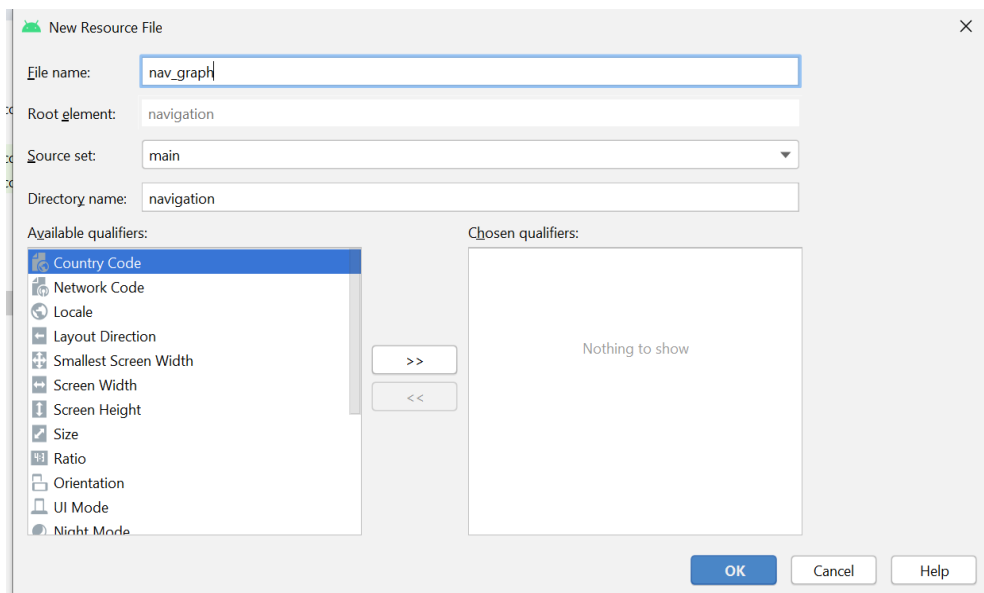 New Resource File
File name:
nav_graph
Root element:
navigation
Source set:
main
Directory name:
navigation
Available qualifiers:
Chosen qualifiers:
Country Code
Network Code
Locale
Layout Direction
Smallest Screen Width
Screen Width
Screen Height
Size
Ratio
Orientation
UI Mode
Night Mode
>>
<<
Nothing to show
OK
Cancel
Help